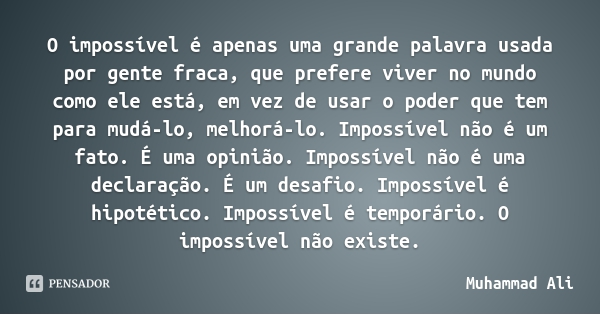 O impossível é apenas uma grande palavra usada
por gente fraca, que prefere viver no mundo
como ele está, em vez de usar o poder que tem
para mudá-lo, melhorá-lo. Impossível não é um
fato. É uma opinião. Impossível não é uma
declaração. É um desafio. Impossível é
hipotético. Impossível é temporário. O
impossível não existe.
PENSADOR
Muhammad Ali